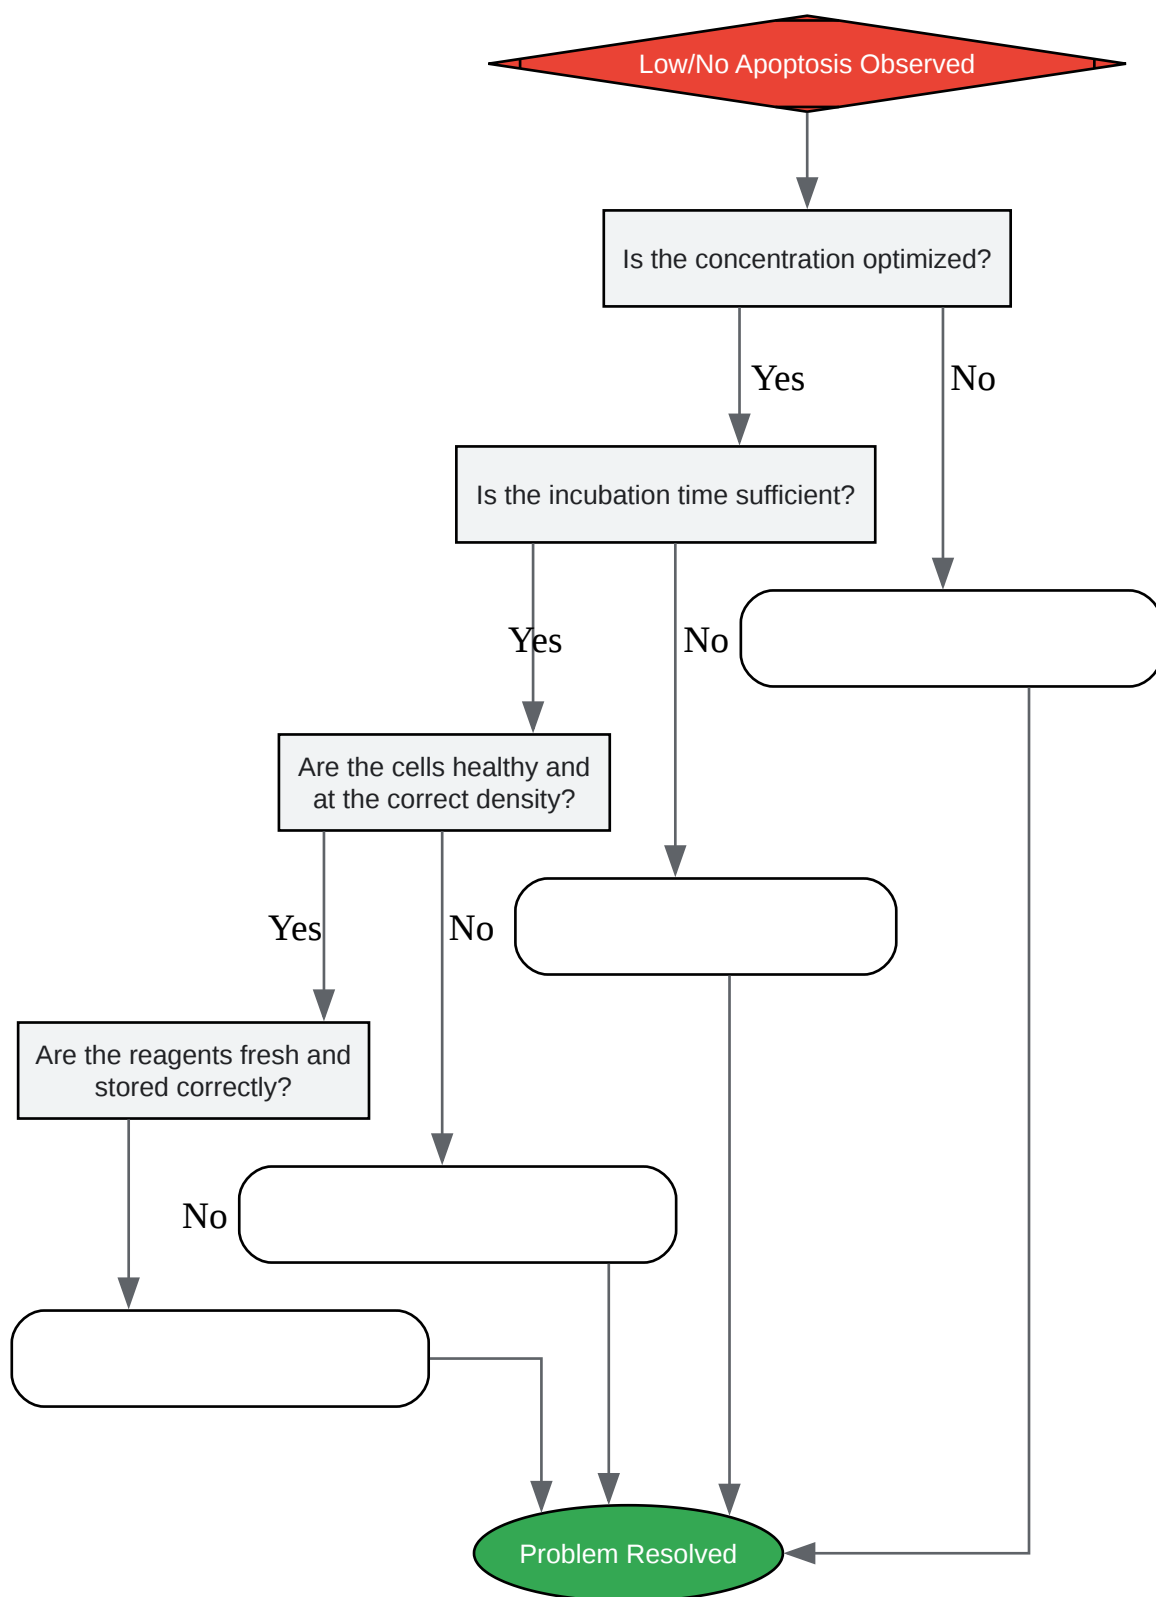 Low/No Apoptosis Observed
Is the concentration optimized?
Yes
No
Is the incubation time sufficient?
Yes
No
Are the cells healthy and
at the correct density?
Yes
No
Are the reagents fresh and
stored correctly?
No
Problem Resolved